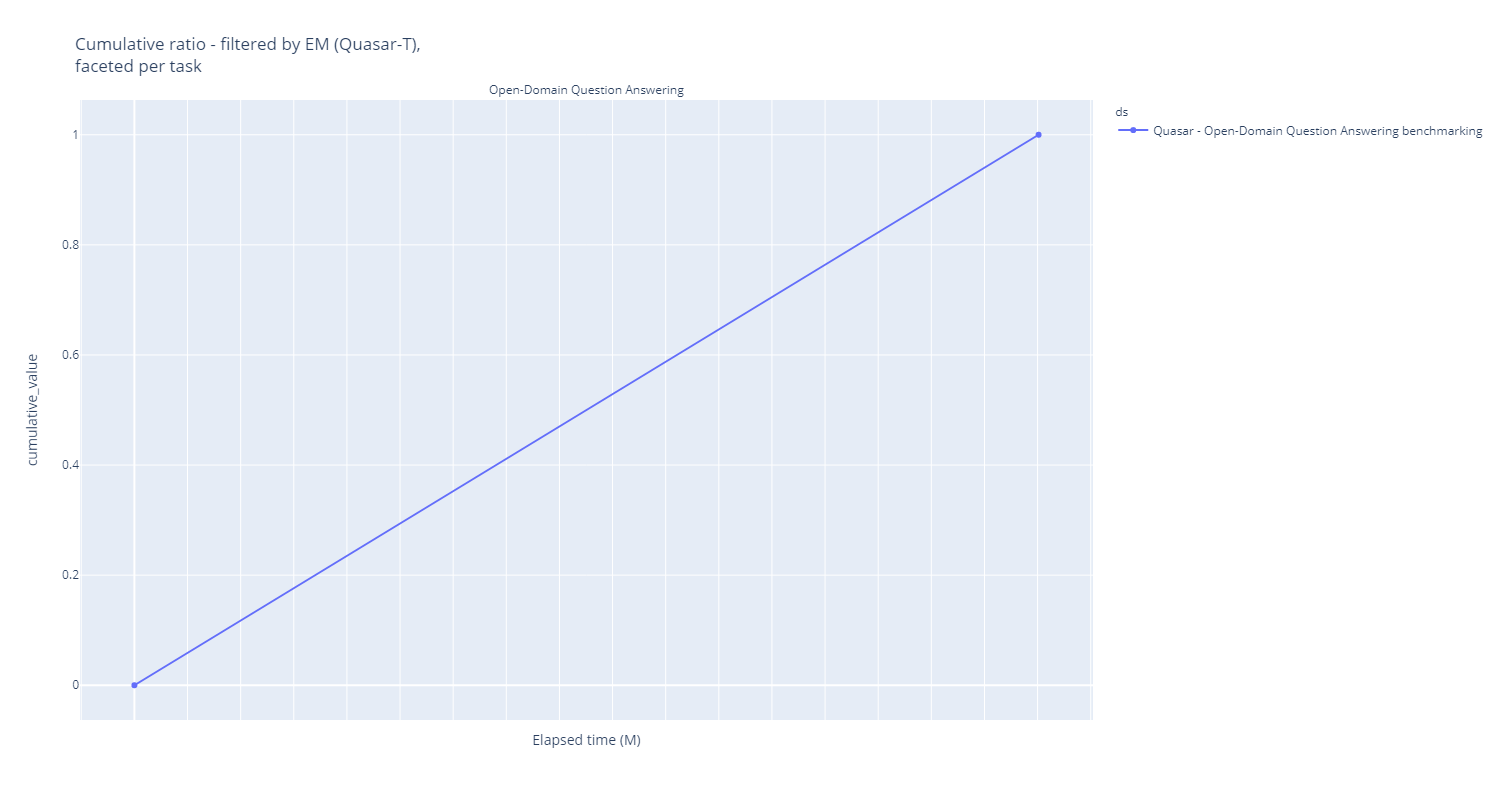 Cumulative ratio - filtered by EM (Quasar-T),
faceted per task
Open-Domain Question Answering
ds
Quasar - Open-Domain Question Answering benchmarking
1
0.8
0.6
0.4
0.2
0
cumulative_value
Elapsed time (M)